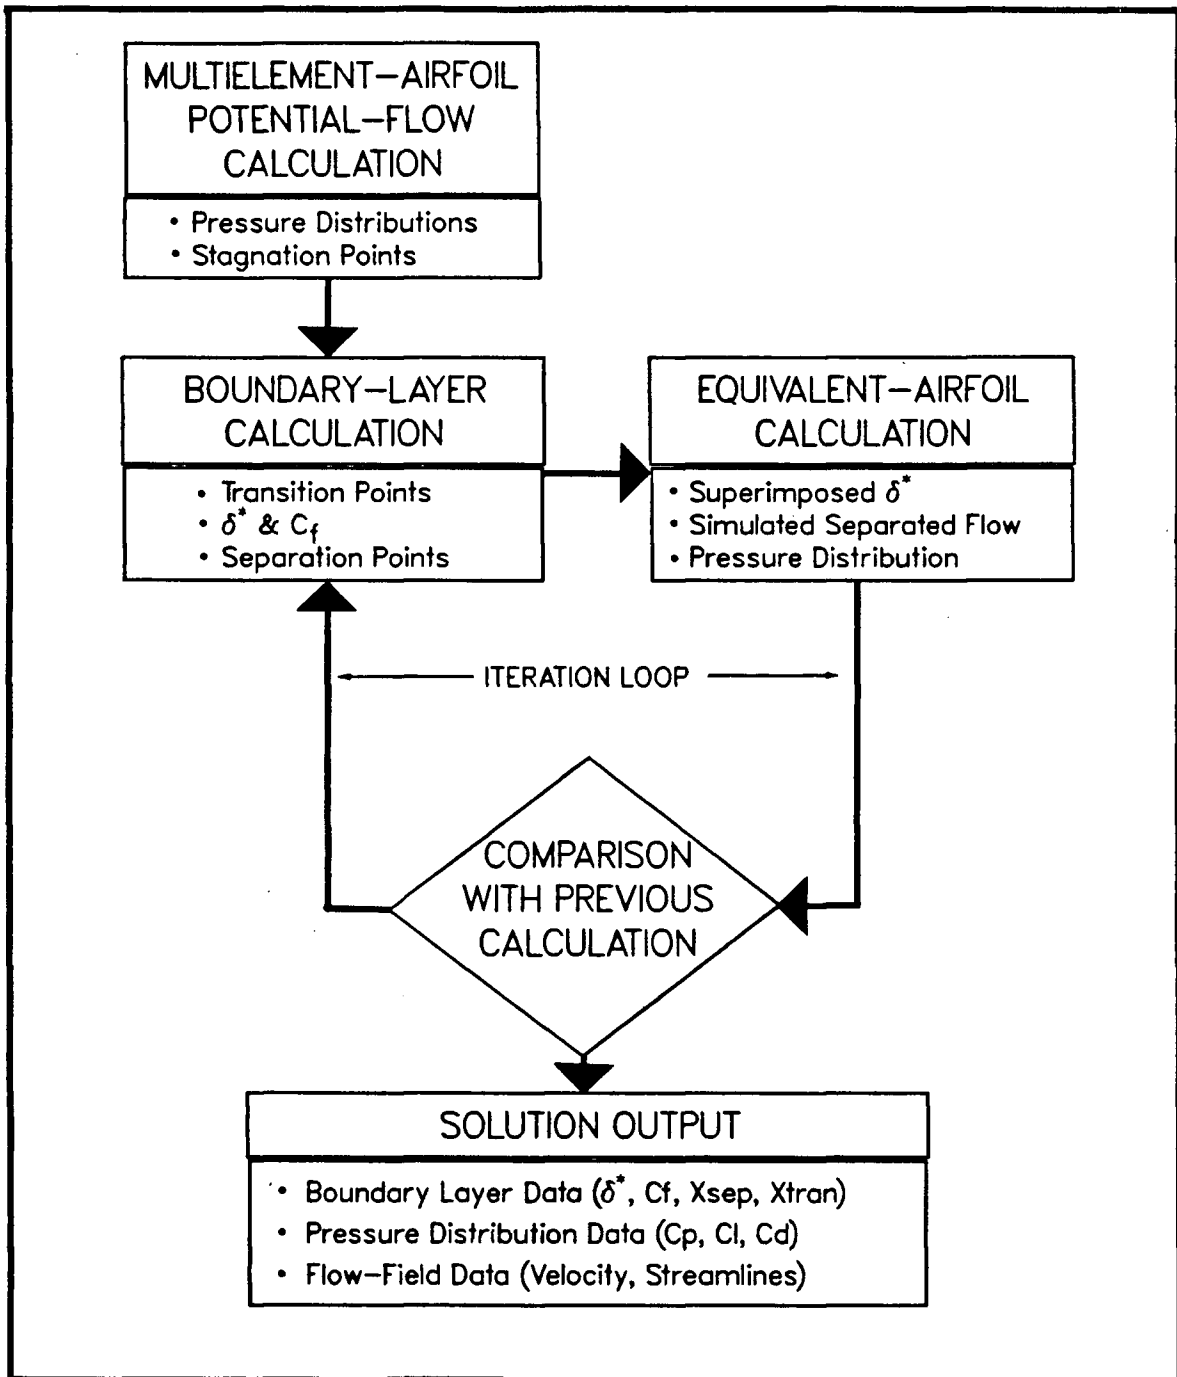 MULTIELEMENT-AIRFOIL
POTENTIAL-FLOW
CALCULATION
• Pressure Distributions
• Stagnation Points
BOUNDARY-LAYER
CALCULATION
• Transition Points
• δ* & Cf
• Separation Points
EQUIVALENT-AIRFOIL
CALCULATION
• Superimposed δ*
• Simulated Separated Flow
• Pressure Distribution
ITERATION LOOP
COMPARISON
WITH PREVIOUS
CALCULATION
SOLUTION OUTPUT
• Boundary Layer Data (δ*, Cf, Xsep, Xtran)
• Pressure Distribution Data (Cp, Cl, Cd)
• Flow-Field Data (Velocity, Streamlines)